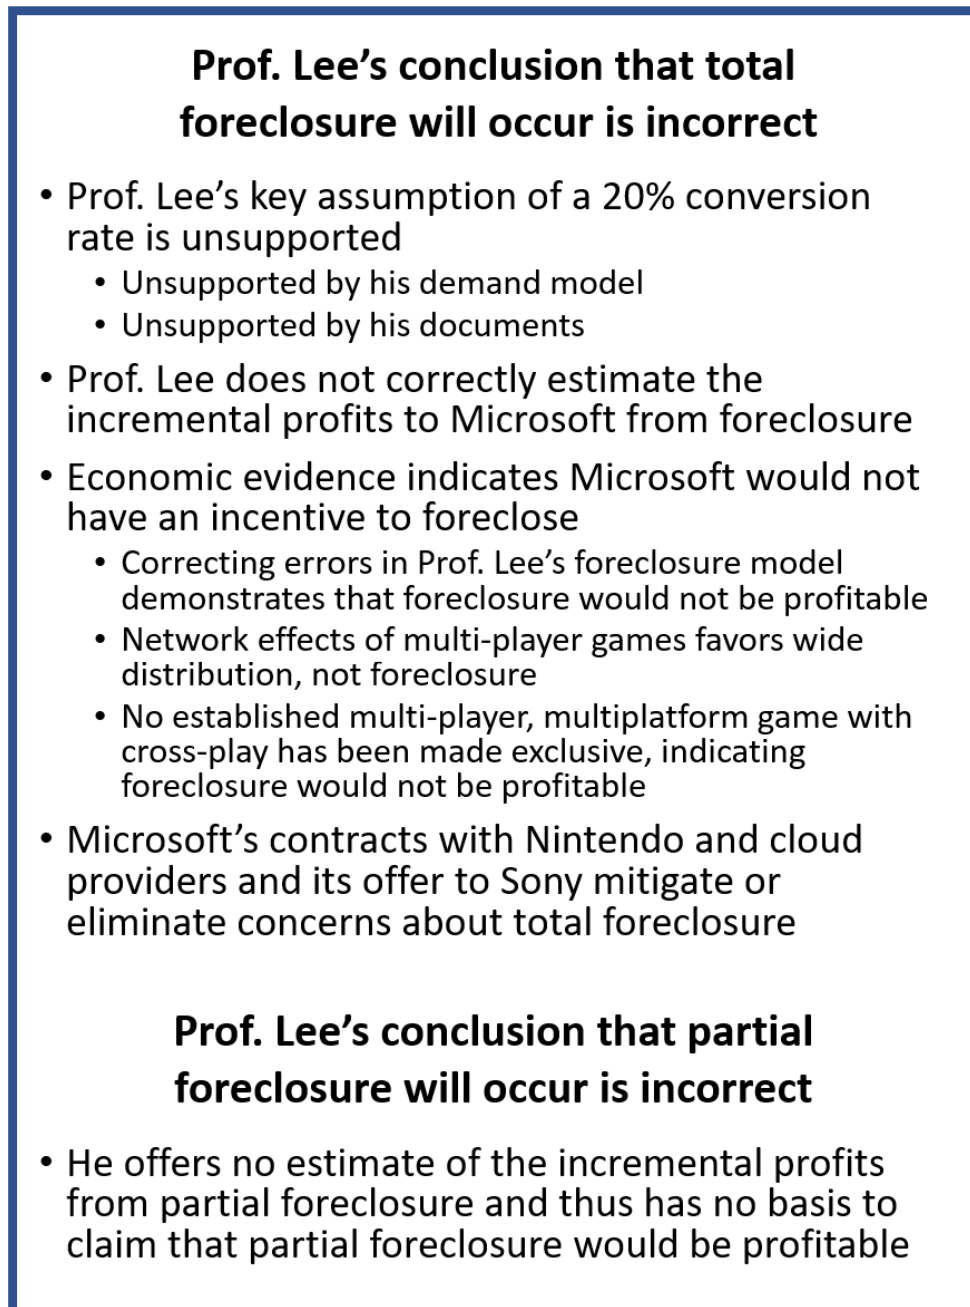 Prof. Lee’s conclusion that total
foreclosure will occur is incorrect
• Prof. Lee’s key assumption of a 20% conversion
rate is unsupported
• Unsupported by his demand model
• Unsupported by his documents
• Prof. Lee does not correctly estimate the
incremental profits to Microsoft from foreclosure
• Economic evidence indicates Microsoft would not
have an incentive to foreclose
• Correcting errors in Prof. Lee’s foreclosure model
demonstrates that foreclosure would not be profitable
• Network effects of multi-player games favors wide
distribution, not foreclosure
• No established multi-player, multiplatform game with
cross-play has been made exclusive, indicating
foreclosure would not be profitable
• Microsoft’s contracts with Nintendo and cloud
providers and its offer to Sony mitigate or
eliminate concerns about total foreclosure
Prof. Lee’s conclusion that partial
foreclosure will occur is incorrect
• He offers no estimate of the incremental profits
from partial foreclosure and thus has no basis to
claim that partial foreclosure would be profitable